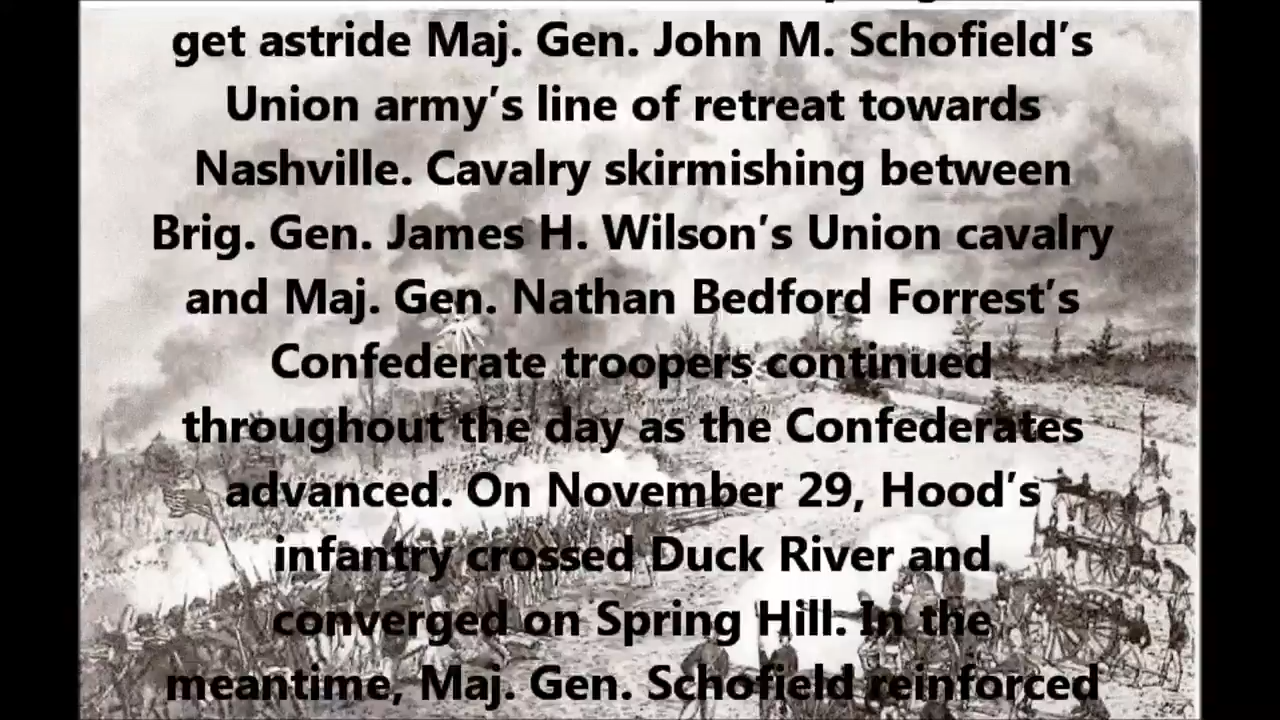 get astride Maj. Gen. John M. Schofield’s
Union army’s line of retreat towards
Nashville. Cavalry skirmishing between
Brig. Gen. James H. Wilson’s Union cavalry
and Maj. Gen. Nathan Bedford Forrest’s
Confederate troopers continued
throughout the day as the Confederates
advanced. On November 29, Hood’s
infantry crossed Duck River and
converged on Spring Hill. In the
meantime, Maj. Gen. Schofield reinforced